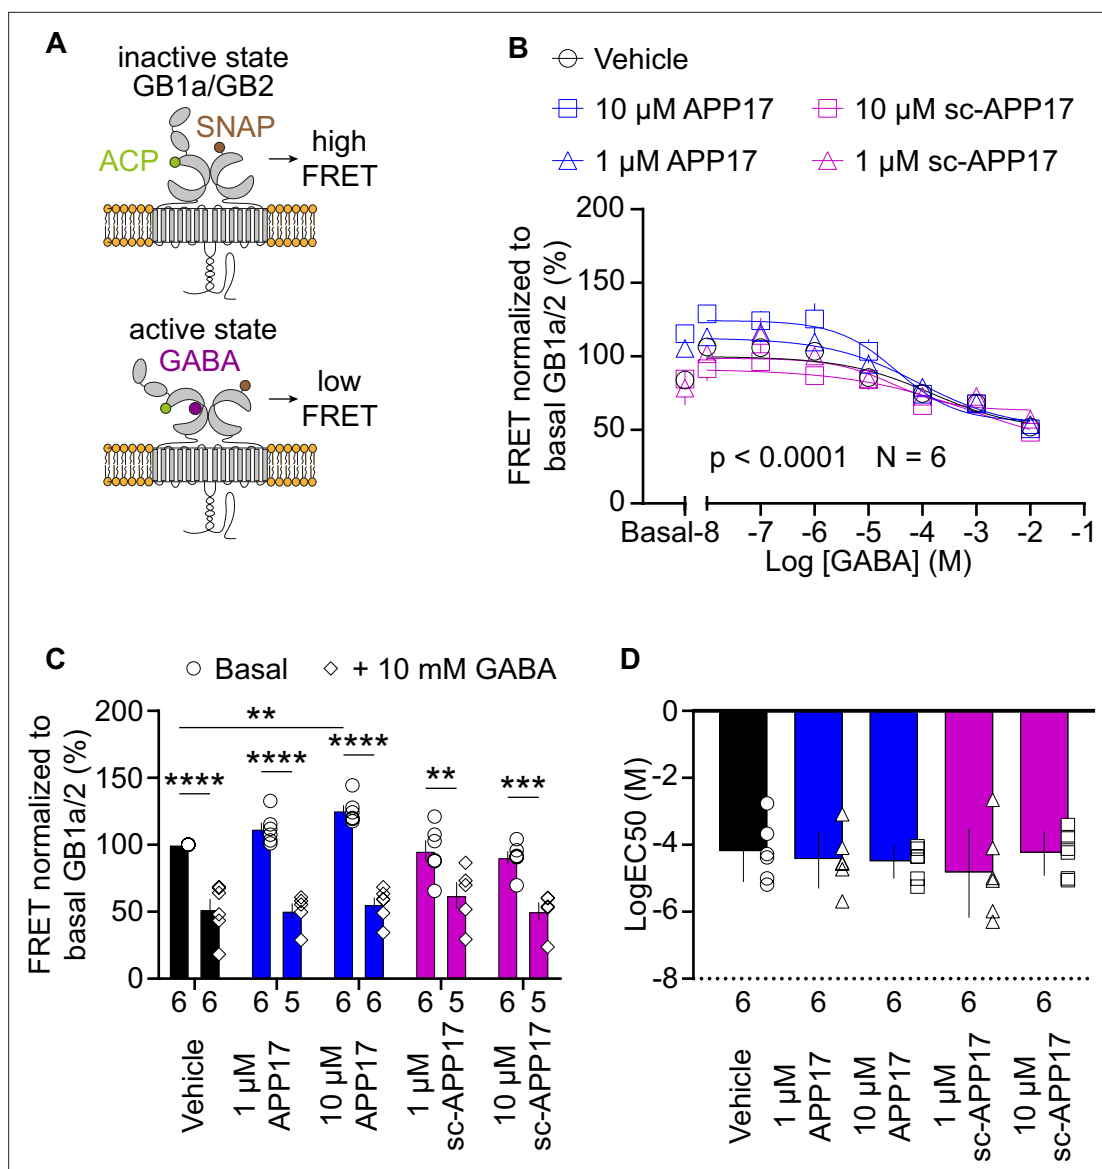 A
inactive state
GB1a/GB2
SNAP
ACP
high
FRET
active state
GABA
low
FRET
B
Vehicle
10 µM APP17
10 µM sc-APP17
1 µM APP17
1 µM sc-APP17
FRET normalized to
basal GB1a/2 (%)
200
150
100
50
0
p < 0.0001 N = 6
Basal -8 -7 -6 -5 -4 -3 -2 -1
Log [GABA] (M)
C
Basal
+ 10 mM GABA
FRET normalized to
basal GB1a/2 (%)
200
150
100
50
0
**
**** **** **** ** ***
6 6 6 5 6 6 6 5 6 5
Vehicle
1 µM
APP17
10 µM
APP17
1 µM
sc-APP17
10 µM
sc-APP17
D
LogEC50 (M)
0
-2
-4
-6
-8
6 6 6 6 6
Vehicle
1 µM
APP17
10 µM
APP17
1 µM
sc-APP17
10 µM
sc-APP17